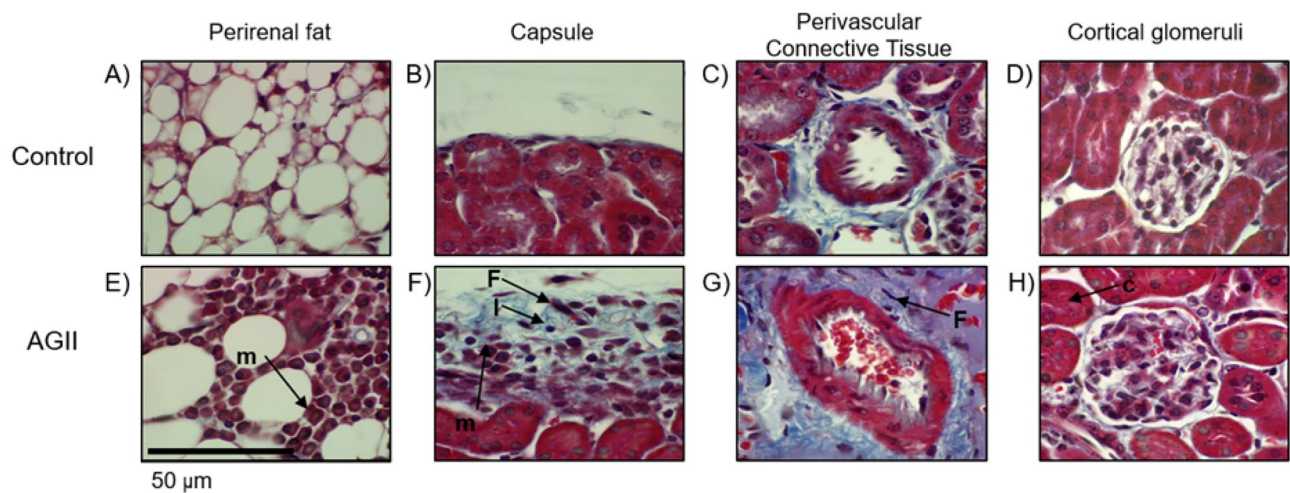 Perirenal fat
Capsule
Perivascular
Connective Tissue
Cortical glomeruli
Control
A)
B)
C)
D)
AGII
E)
F)
G)
H)
m
F
I
m
F
c
50 µm